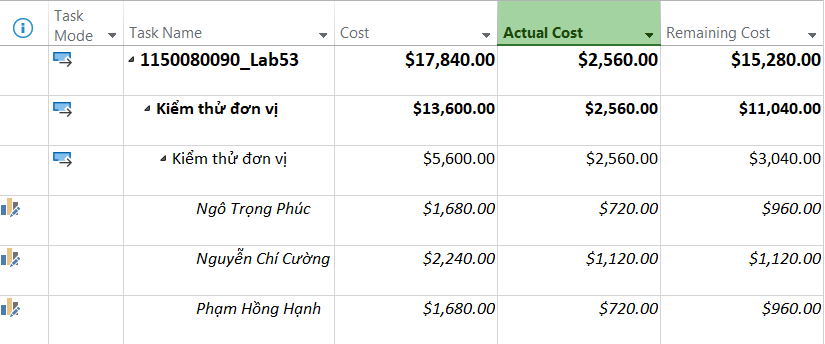 Task Mode Task Name Cost Actual Cost Remaining Cost
1150080090_Lab53 $17,840.00 $2,560.00 $15,280.00
Kiểm thử đơn vị $13,600.00 $2,560.00 $11,040.00
Kiểm thử đơn vị $5,600.00 $2,560.00 $3,040.00
Ngô Trọng Phúc $1,680.00 $720.00 $960.00
Nguyễn Chí Cường $2,240.00 $1,120.00 $1,120.00
Phạm Hồng Hạnh $1,680.00 $720.00 $960.00